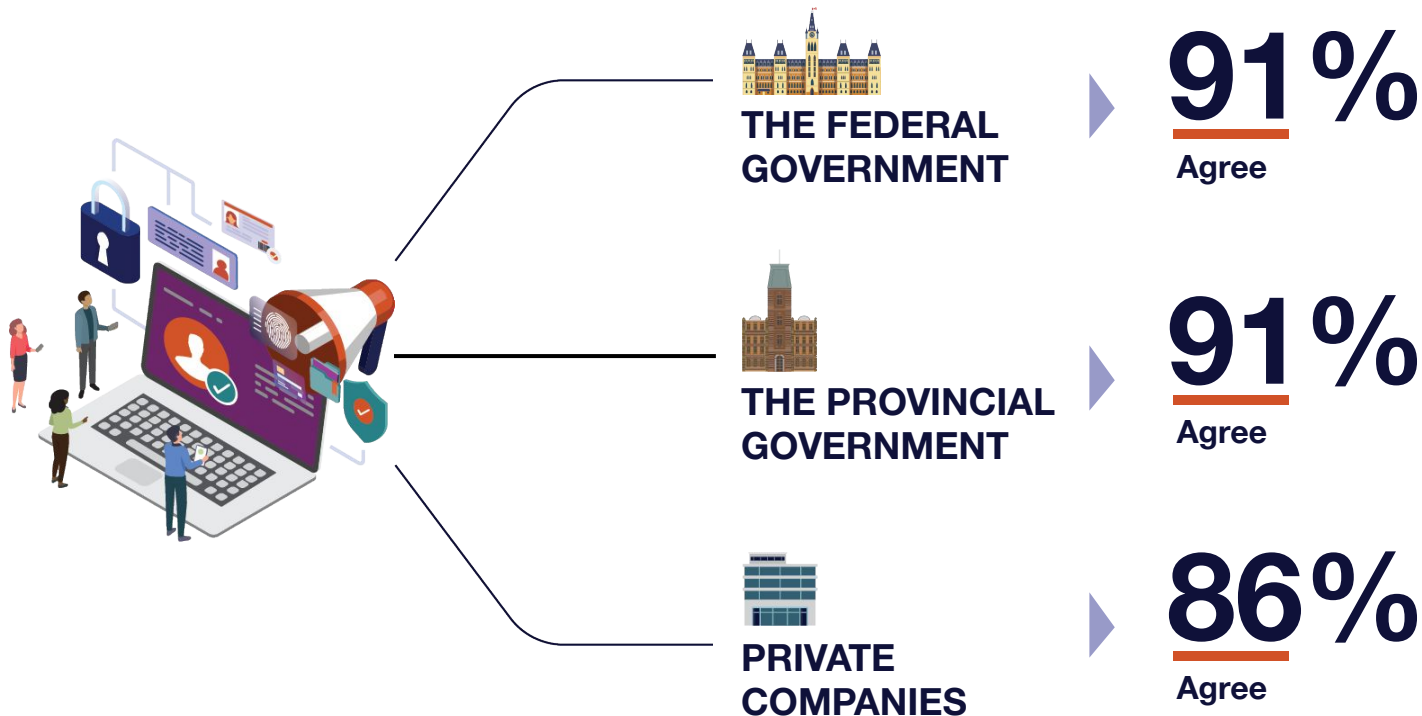 THE FEDERAL
GOVERNMENT
91%
Agree
THE PROVINCIAL
GOVERNMENT
91%
Agree
PRIVATE
COMPANIES
86%
Agree